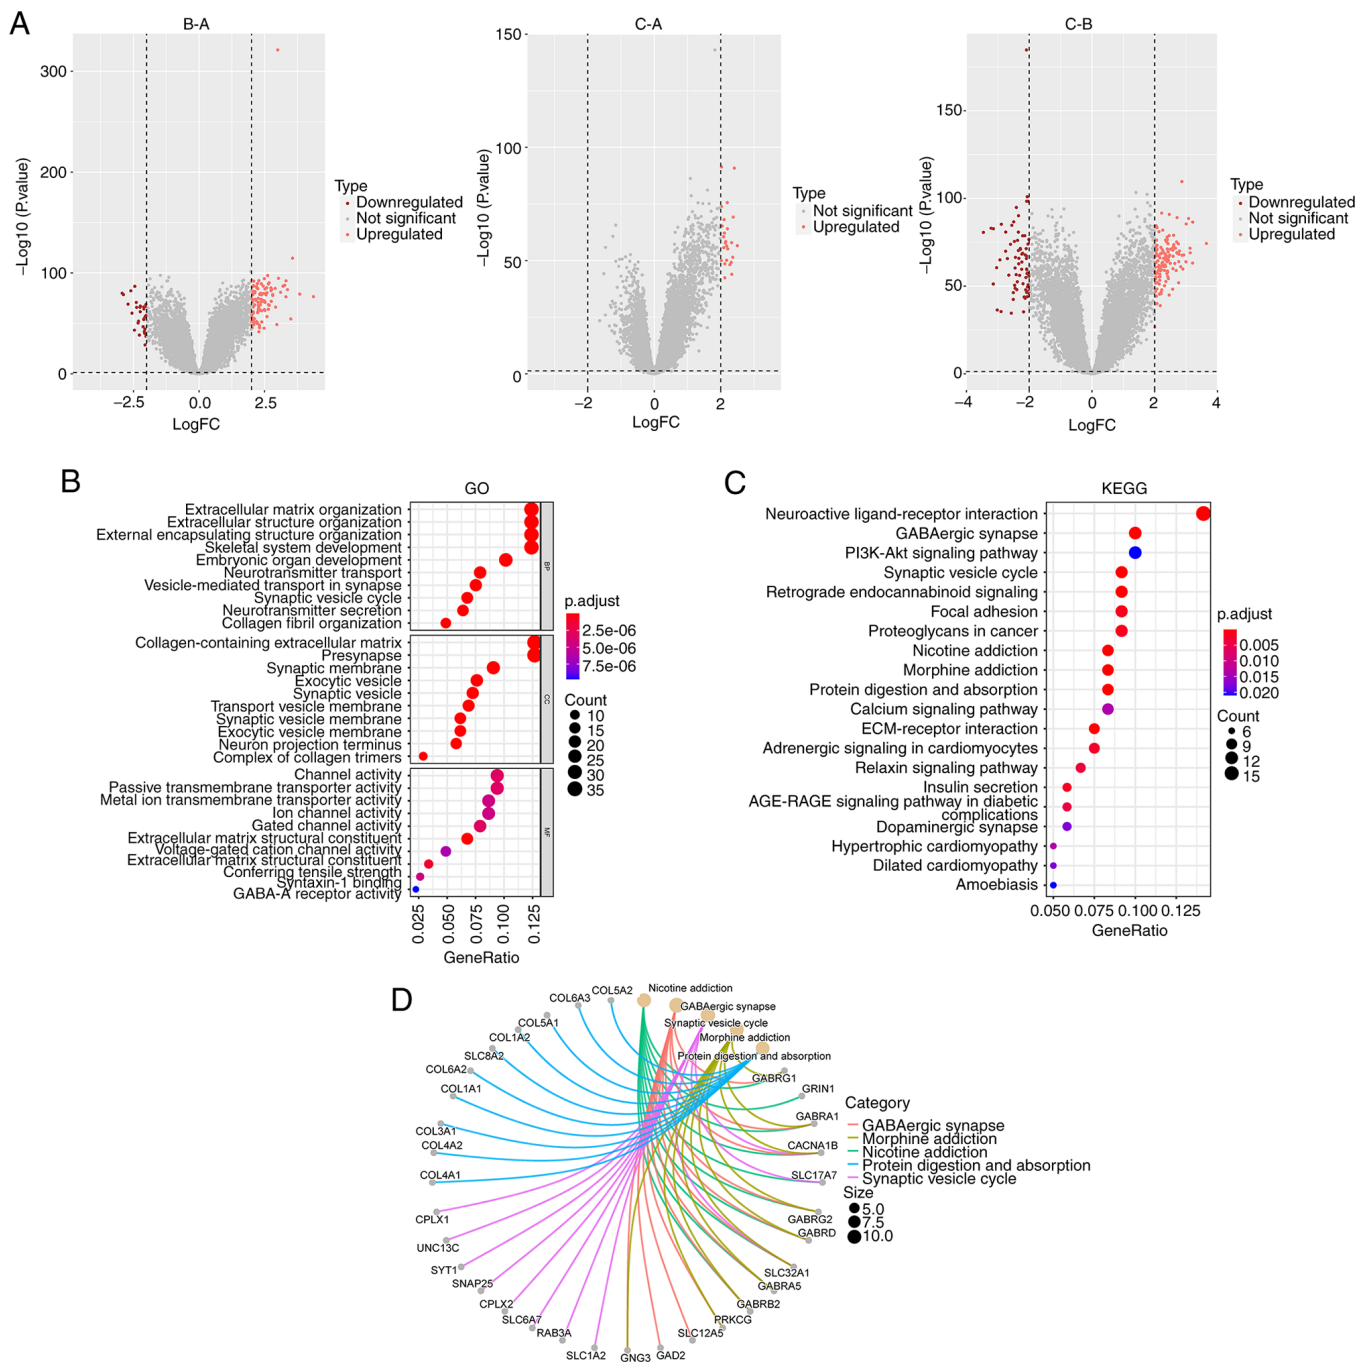 A
B-A
300
200
100
0
−2.5
0.0
2.5
LogFC
−Log10 (P.value)
Type
Downregulated
Not significant
Upregulated
C-A
150
100
50
0
−2
0
2
LogFC
−Log10 (P.value)
Type
Not significant
Upregulated
C-B
150
100
50
0
−4
−2
0
2
4
LogFC
−Log10 (P.value)
Type
Downregulated
Not significant
Upregulated
B
GO
Extracellular matrix organization
Extracellular structure organization
External encapsulating structure organization
Skeletal system development
Embryonic organ development
Neurotransmitter transport
Vesicle-mediated transport in synapse
Synaptic vesicle cycle
Neurotransmitter secretion
Collagen fibril organization
BP
Collagen-containing extracellular matrix
Presynapse
Synaptic membrane
Exocytic vesicle
Synaptic vesicle
Transport vesicle membrane
Synaptic vesicle membrane
Exocytic vesicle membrane
Neuron projection terminus
Complex of collagen trimers
CC
Channel activity
Passive transmembrane transporter activity
Metal ion transmembrane transporter activity
Ion channel activity
Gated channel activity
Extracellular matrix structural constituent
Voltage-gated cation channel activity
Extracellular matrix structural constituent
Conferring tensile strength
Syntaxin-1 binding
GABA-A receptor activity
MF
0.025
0.050
0.075
0.100
0.125
GeneRatio
p.adjust
2.5e-06
5.0e-06
7.5e-06
Count
10
15
20
25
30
35
C
KEGG
Neuroactive ligand-receptor interaction
GABAergic synapse
PI3K-Akt signaling pathway
Synaptic vesicle cycle
Retrograde endocannabinoid signaling
Focal adhesion
Proteoglycans in cancer
Nicotine addiction
Morphine addiction
Protein digestion and absorption
Calcium signaling pathway
ECM-receptor interaction
Adrenergic signaling in cardiomyocytes
Relaxin signaling pathway
Insulin secretion
AGE-RAGE signaling pathway in diabetic
complications
Dopaminergic synapse
Hypertrophic cardiomyopathy
Dilated cardiomyopathy
Amoebiasis
0.050 0.075 0.100 0.125
GeneRatio
p.adjust
0.005
0.010
0.015
0.020
Count
6
9
12
15
D
Nicotine addiction
GABAergic synapse
Synaptic vesicle cycle
Morphine addiction
Protein digestion and absorption
COL5A2
COL6A3
COL5A1
COL1A2
SLC8A2
COL6A2
COL1A1
COL3A1
COL4A2
COL4A1
CPLX1
UNC13C
SYT1
SNAP25
CPLX2
SLC6A7
RAB3A
SLC1A2
GNG3
GAD2
SLC12A5
PRKCG
GABRB2
GABRA5
SLC32A1
GABRD
GABRG2
SLC17A7
CACNA1B
GABRA1
GRIN1
GABRG1
Category
GABAergic synapse
Morphine addiction
Nicotine addiction
Protein digestion and absorption
Synaptic vesicle cycle
Size
5.0
7.5
10.0